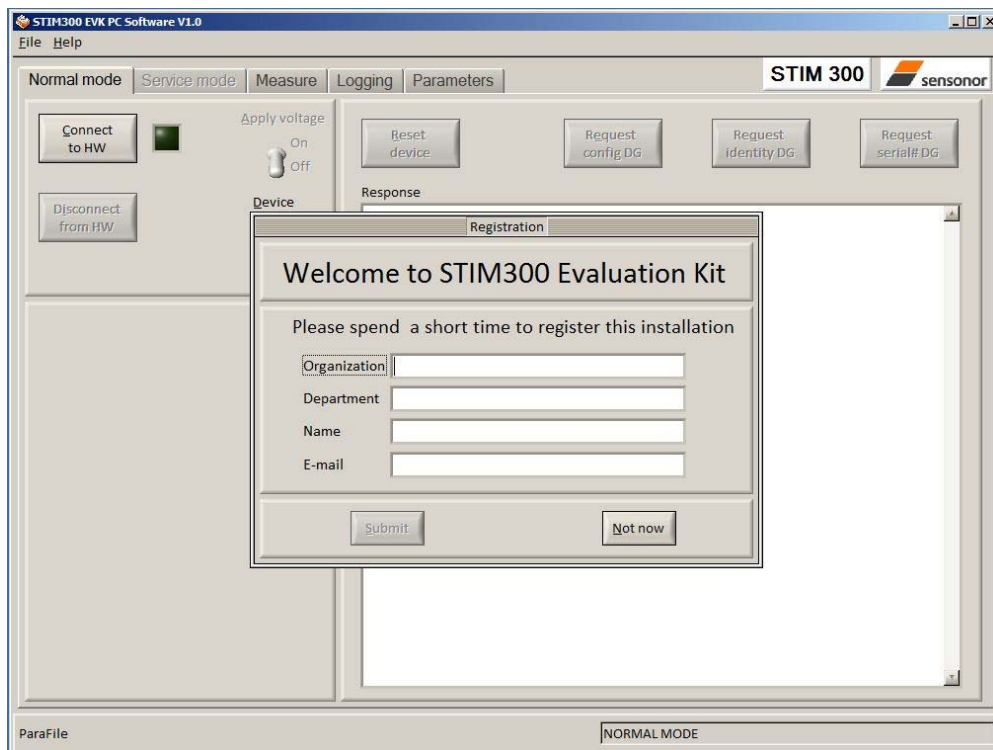 STIM300 EVK PC Software V1.0
File Help
Normal mode Service mode Measure Logging Parameters
STIM 300 sensonor
Connect
to HW
Apply voltage
On
Off
Reset
device
Request
config DG
Request
identity DG
Request
serial# DG
Disconnect
from HW
Device
Response
Registration
Welcome to STIM300 Evaluation Kit
Please spend a short time to register this installation
Organization
Department
Name
E-mail
Submit Not now
ParaFile NORMAL MODE